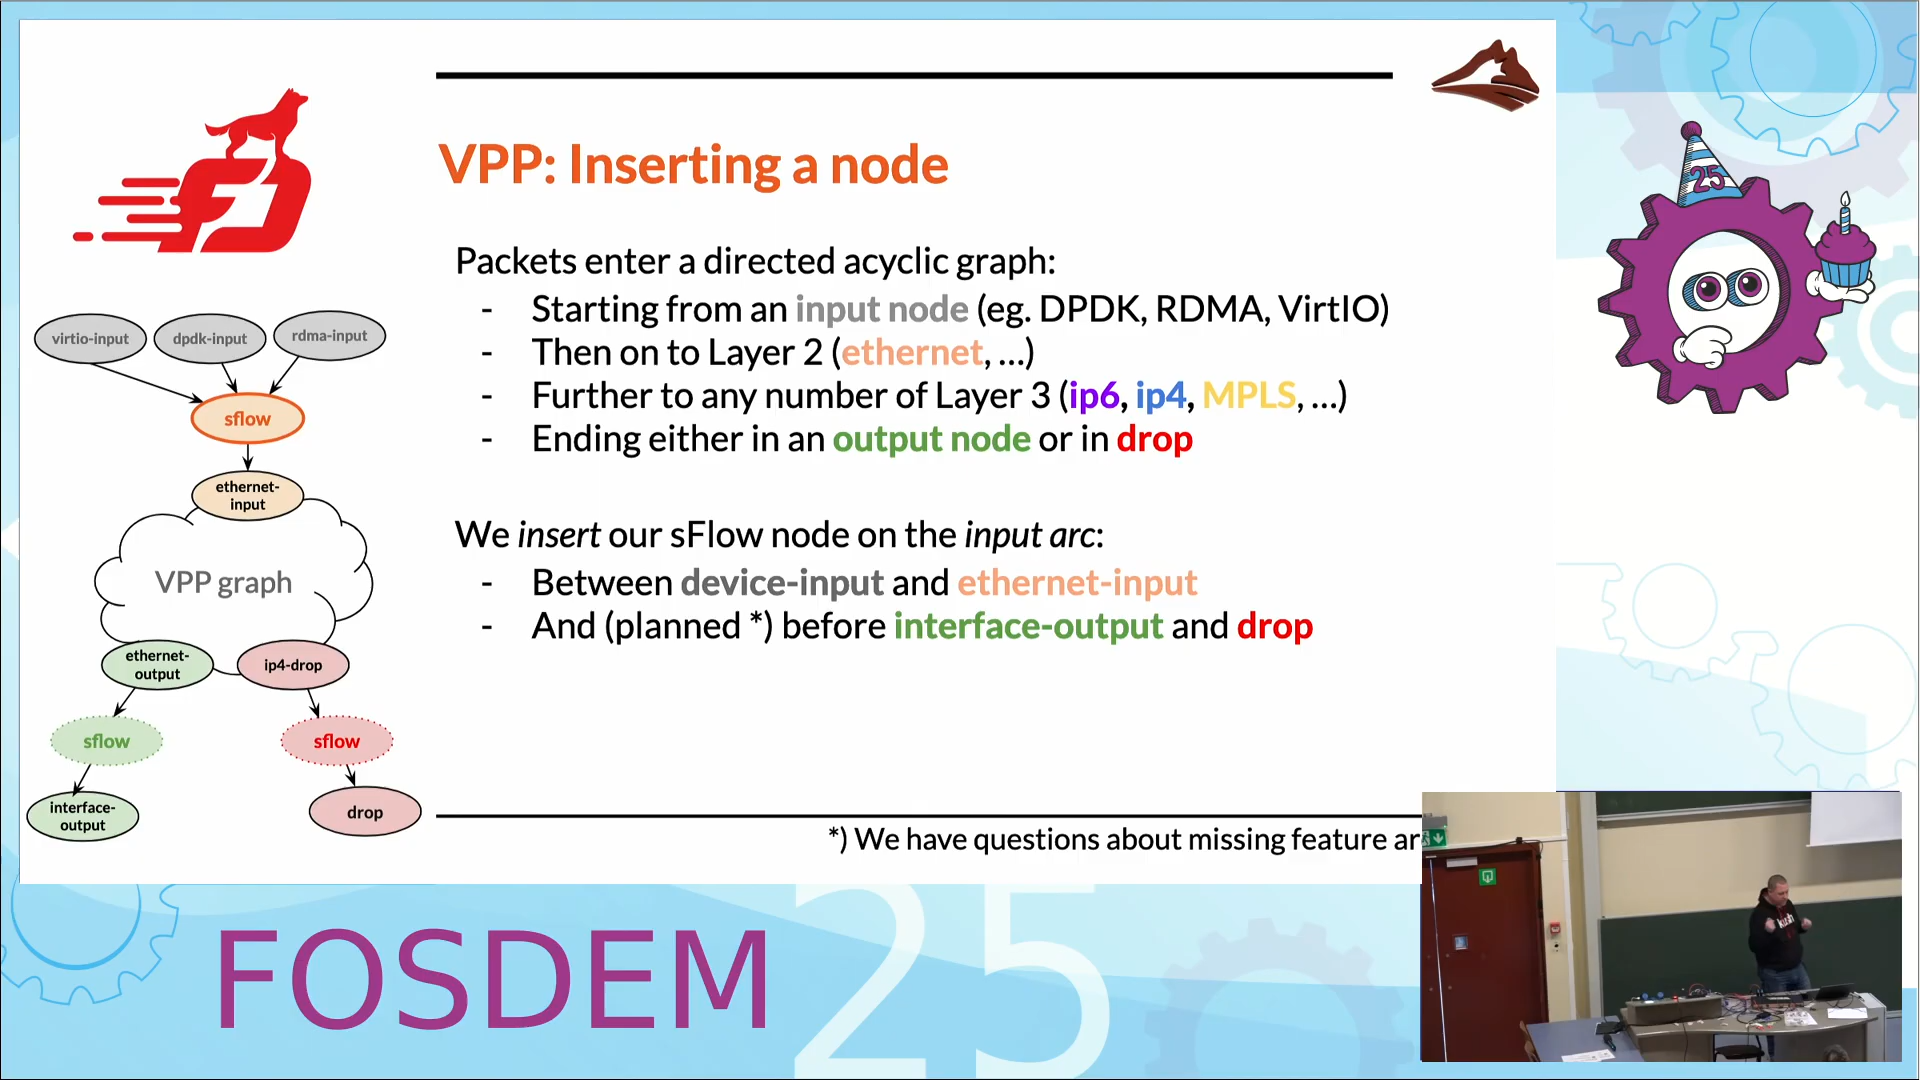 VPP: Inserting a node
Packets enter a directed acyclic graph:
- Starting from an input node (eg. DPDK, RDMA, VirtIO)
- Then on to Layer 2 (ethernet, ...)
- Further to any number of Layer 3 (ip6, ip4, MPLS, ...)
- Ending either in an output node or in drop
We insert our sFlow node on the input arc:
- Between device-input and ethernet-input
- And (planned *) before interface-output and drop
*) We have questions about missing feature ar
virtio-input
dpdk-input
rdma-input
sflow
ethernet-
input
VPP graph
ethernet-
output
ip4-drop
sflow
sflow
interface-
output
drop
25
FOSDEM 25